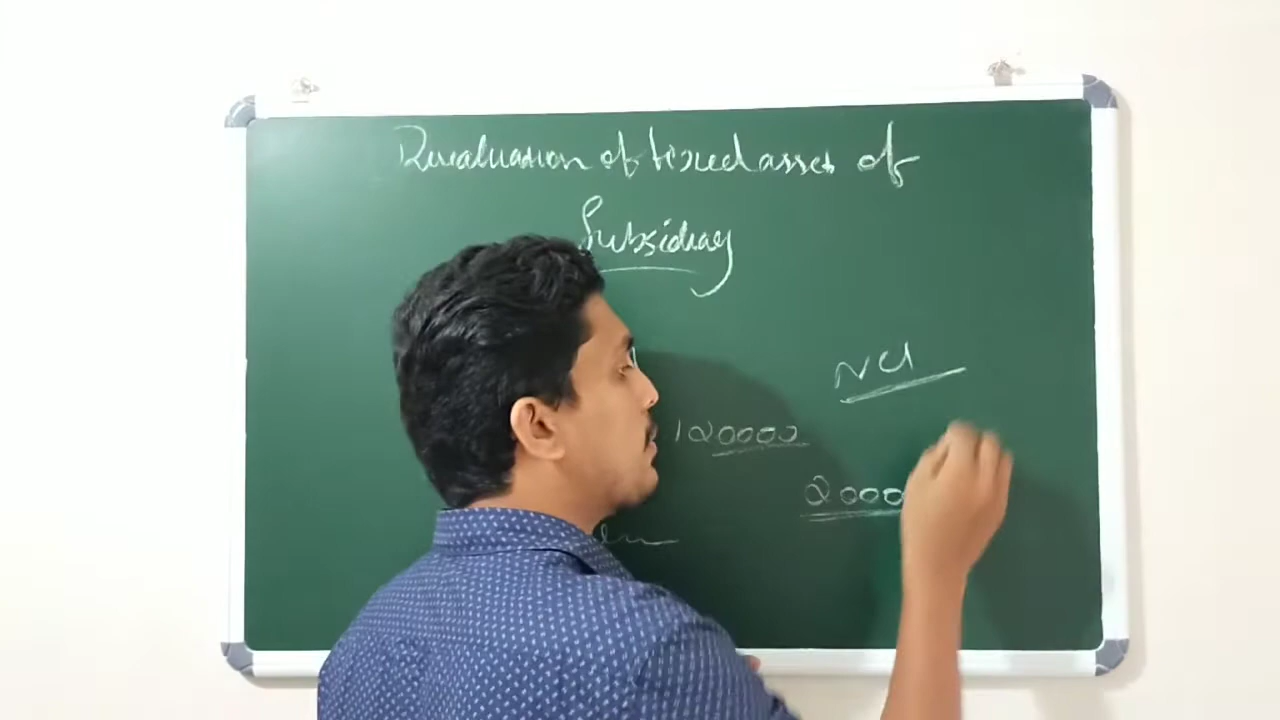 Revaluation of fixed assets of
Subsidiary
NCI
120000
2000